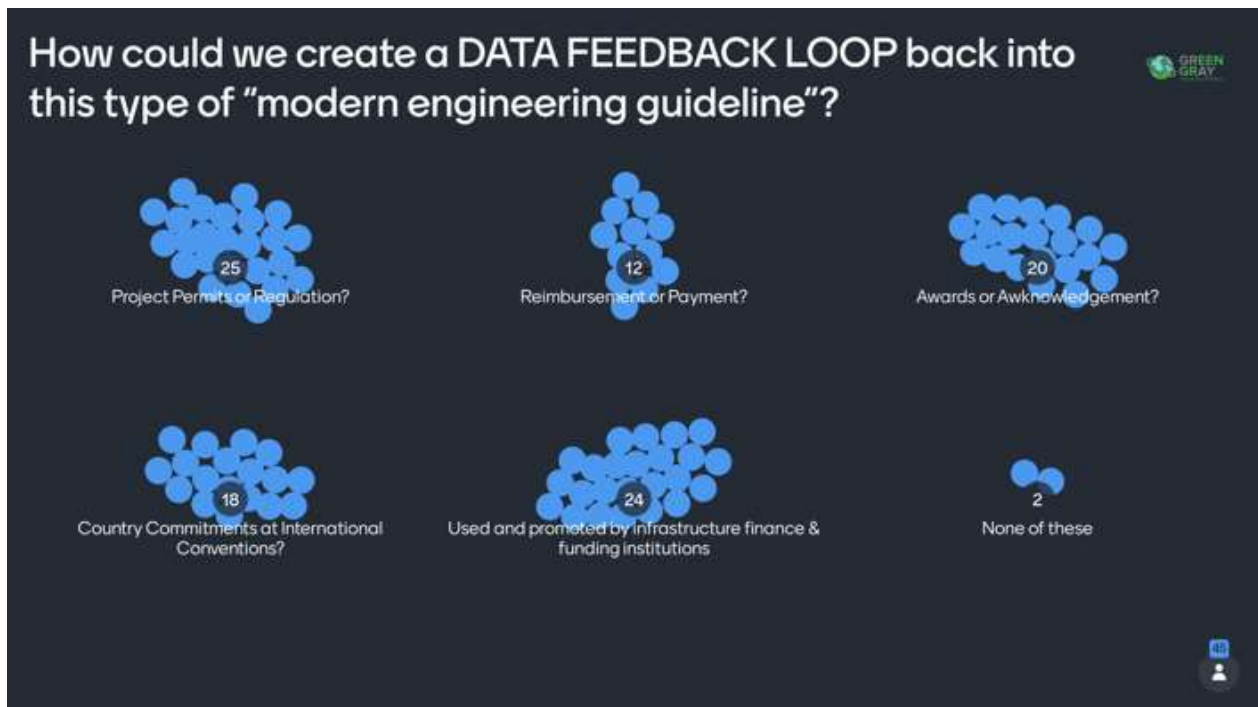 How could we create a DATA FEEDBACK LOOP back into
this type of "modern engineering guideline"?
GREEN
GRAY
25
Project Permits or Regulation?
12
Reimbursement or Payment?
20
Awards or Awknowledgement?
18
Country Commitments at International
Conventions?
24
Used and promoted by infrastructure finance &
funding institutions
2
None of these